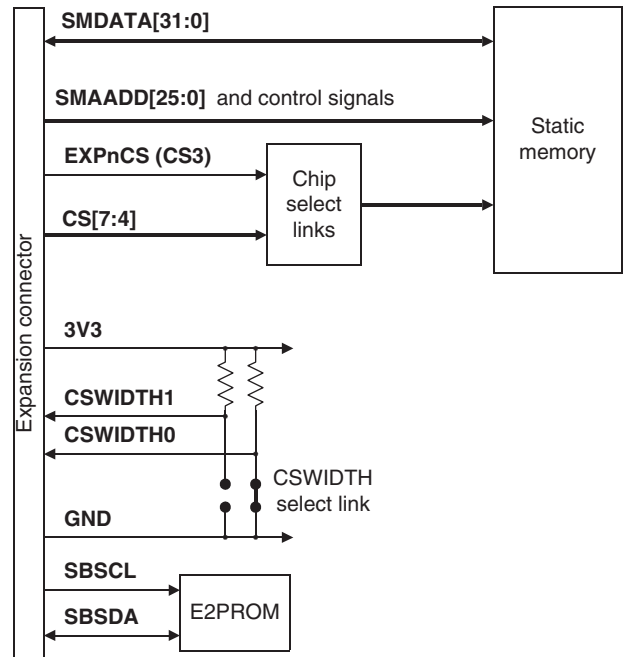 SMDATA[31:0]
SMAADD[25:0] and control signals
Static
memory
EXPnCS (CS3)
Chip
select
links
CS[7:4]
Expansion connector
3V3
CSWIDTH1
CSWIDTH0
CSWIDTH
select link
GND
SBSCL
E2PROM
SBSDA